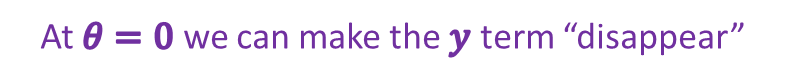 At θ = 0 we can make the y term “disappear”